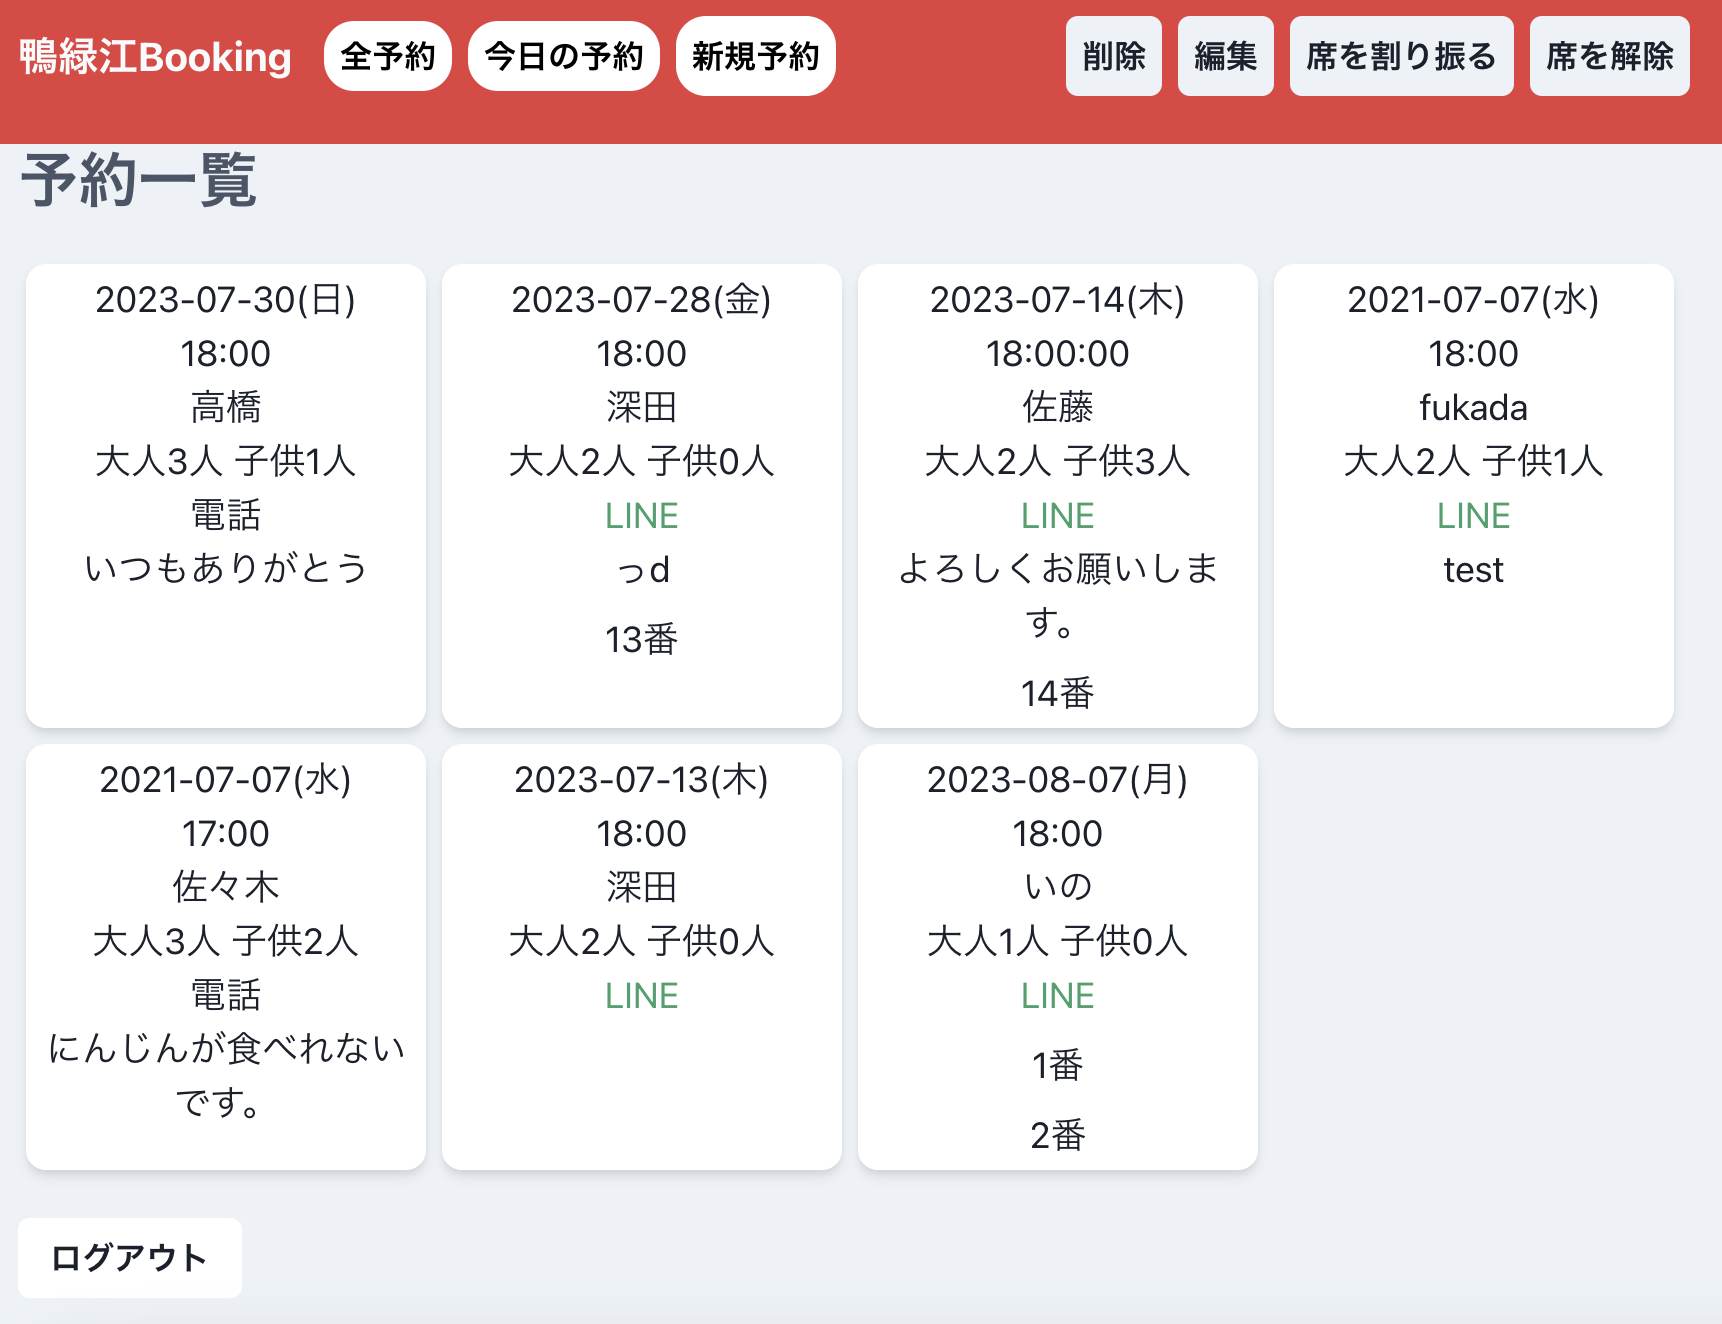 鴨緑江Booking 全予約 今日の予約 新規予約 削除 編集 席を割り振る 席を解除
予約一覧
2023-07-30(日)
18:00
高橋
大人3人 子供1人
電話
いつもありがとう
2023-07-28(金)
18:00
深田
大人2人 子供0人
LINE
っd
13番
2023-07-14(木)
18:00:00
佐藤
大人2人 子供3人
LINE
よろしくお願いしま
す。
14番
2021-07-07(水)
18:00
fukada
大人2人 子供1人
LINE
test
2021-07-07(水)
17:00
佐々木
大人3人 子供2人
電話
にんじんが食べれない
です。
2023-07-13(木)
18:00
深田
大人2人 子供0人
LINE
2023-08-07(月)
18:00
いの
大人1人 子供0人
LINE
1番
2番
ログアウト